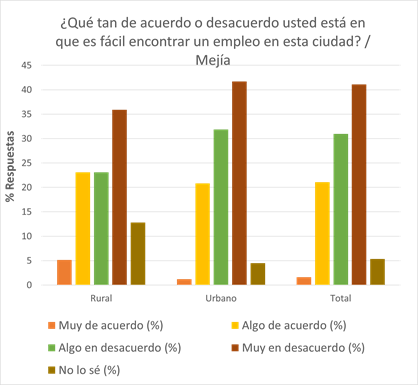 ¿Qué tan de acuerdo o desacuerdo usted está en
que es fácil encontrar un empleo en esta ciudad? /
Mejía
45
40
35
30
25
20
15
10
5
0
% Respuestas
Rural Urbano Total
Muy de acuerdo (%) Algo de acuerdo (%)
Algo en desacuerdo (%) Muy en desacuerdo (%)
No lo sé (%)